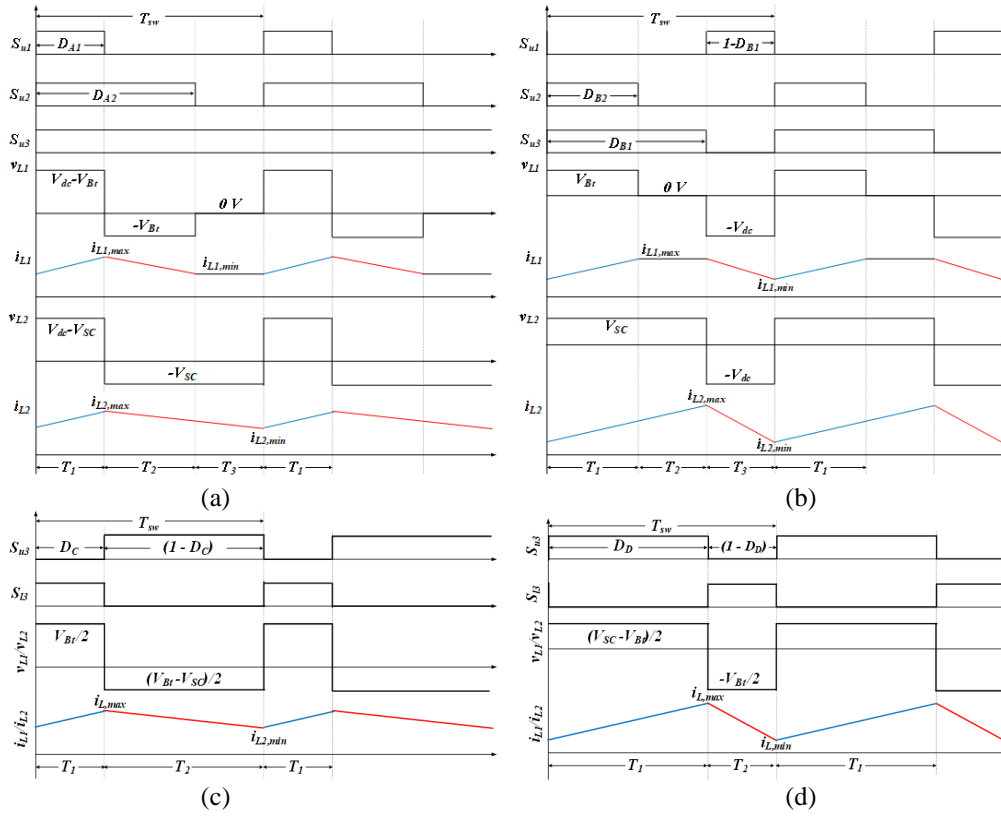 T_sw
S_u1 D_A1
S_u2 D_A2
S_u3
v_L1
V_dc-V_Bt
0 V
-V_Bt
i_L1 i_L1,max i_L1,min
v_L2
V_dc-V_SC
-V_SC
i_L2 i_L2,max
i_L2,min
T_1 T_2 T_3 T_1
(a)
T_sw
S_u1 1-D_B1
S_u2 D_B2
S_u3 D_B1
v_L1
V_Bt 0 V
-V_dc
i_L1 i_L1,max
i_L1,min
v_L2
V_SC
-V_dc
i_L2 i_L2,max
i_L2,min
T_1 T_2 T_3 T_1
(b)
T_sw
S_u3 D_C (1 - D_C)
S_l3
v_L1/v_L2
V_Bt/2
(V_Bt-V_SC)/2
i_L1/i_L2 i_L,max
i_L2,min
T_1 T_2 T_1
(c)
T_sw
S_u3 D_D (1 - D_D)
S_l3
v_L1/v_L2
(V_SC-V_Bt)/2
-V_Bt/2
i_L1/i_L2 i_L,max
i_L,min
T_1 T_2 T_1
(d)